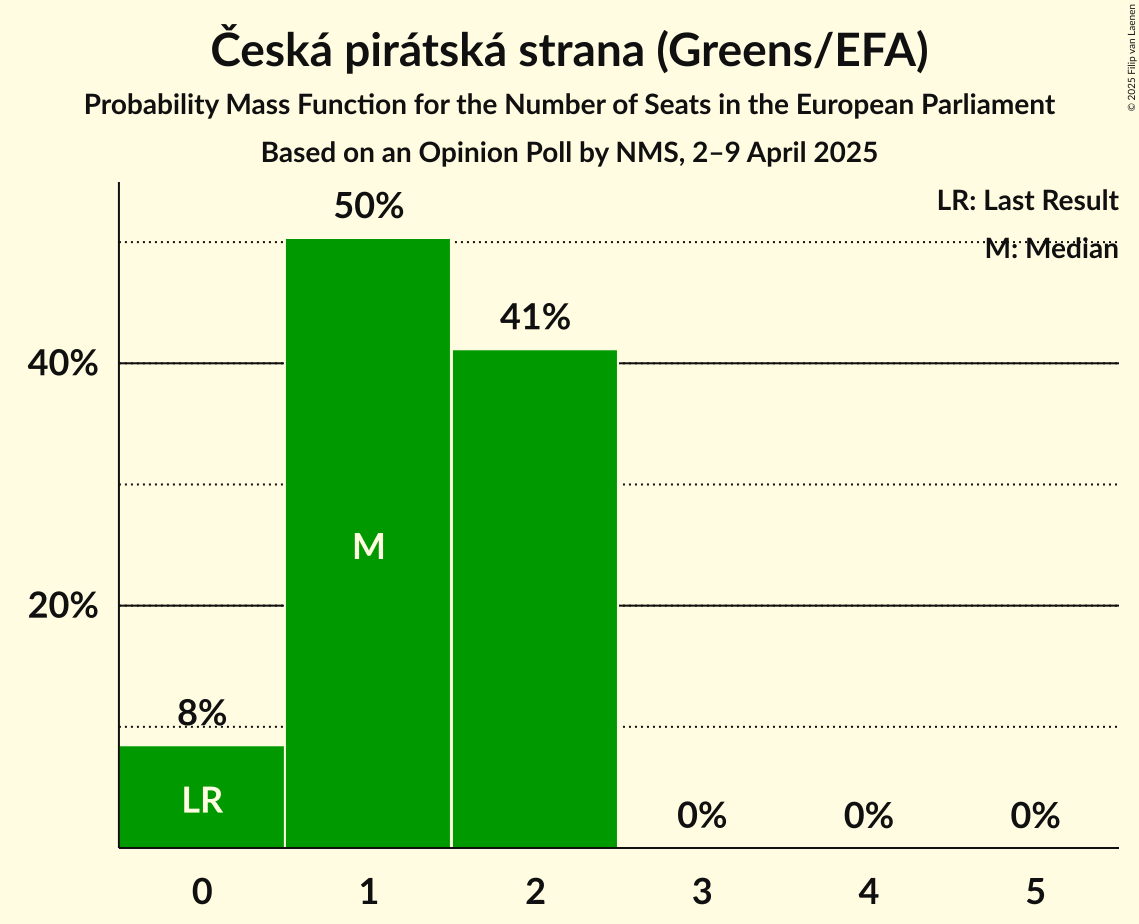 Česká pirátská strana (Greens/EFA)
Probability Mass Function for the Number of Seats in the European Parliament
Based on an Opinion Poll by NMS, 2–9 April 2025
© 2025 Filip van Laenen
LR: Last Result
M: Median
50%
41%
40%
M
20%
8%
LR
0%
0%
0%
0
1
2
3
4
5